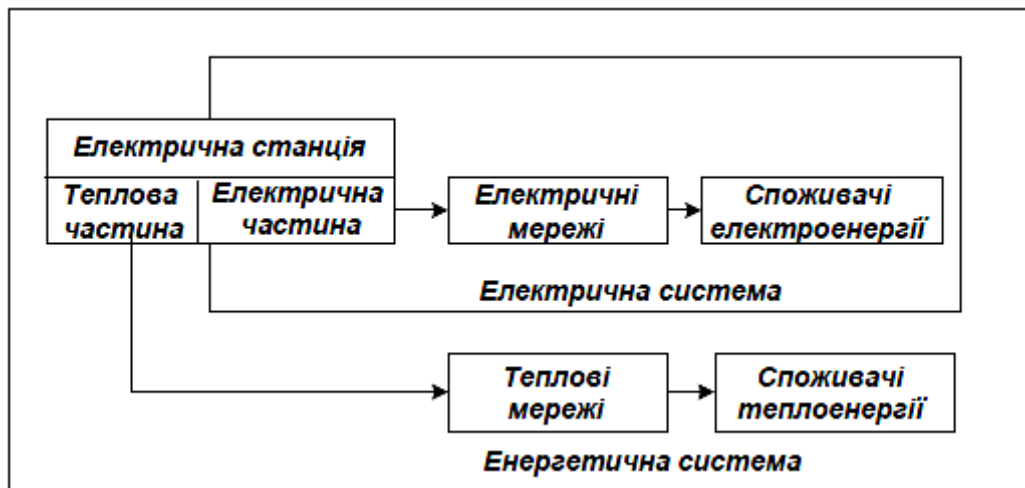 Електрична станція
Теплова
частина
Електрична
частина
Електричні
мережі
Споживачі
електроенергії
Електрична система
Теплові
мережі
Споживачі
теплоенергії
Енергетична система